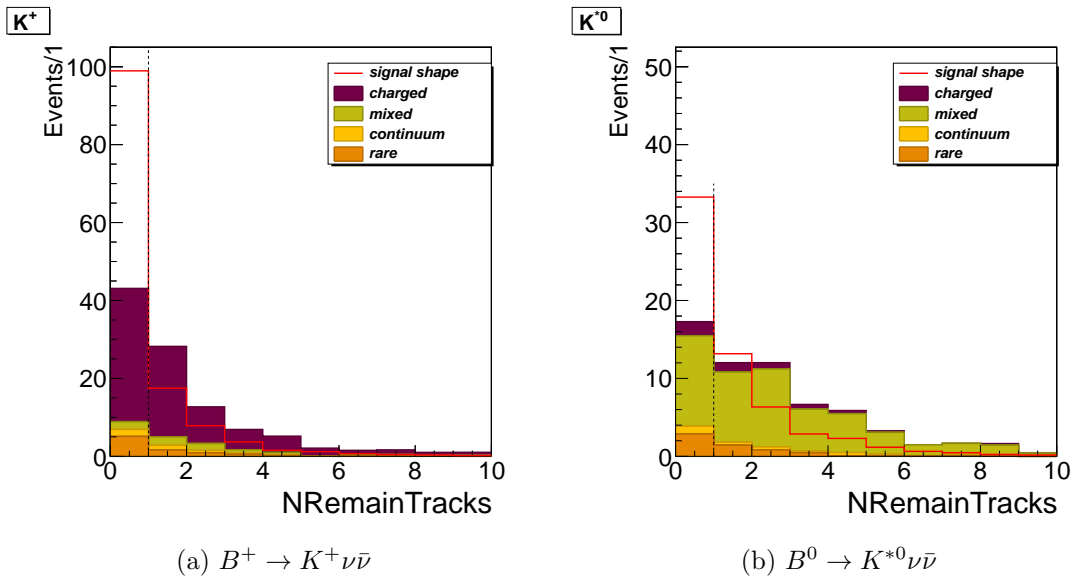 K+
Events/1
100
80
60
40
20
0
0 2 4 6 8 10
NRemainTracks
signal shape
charged
mixed
continuum
rare
(a) B⁺ → K⁺νν̄
K*0
Events/1
50
40
30
20
10
0
0 2 4 6 8 10
NRemainTracks
signal shape
charged
mixed
continuum
rare
(b) B⁰ → K*⁰νν̄